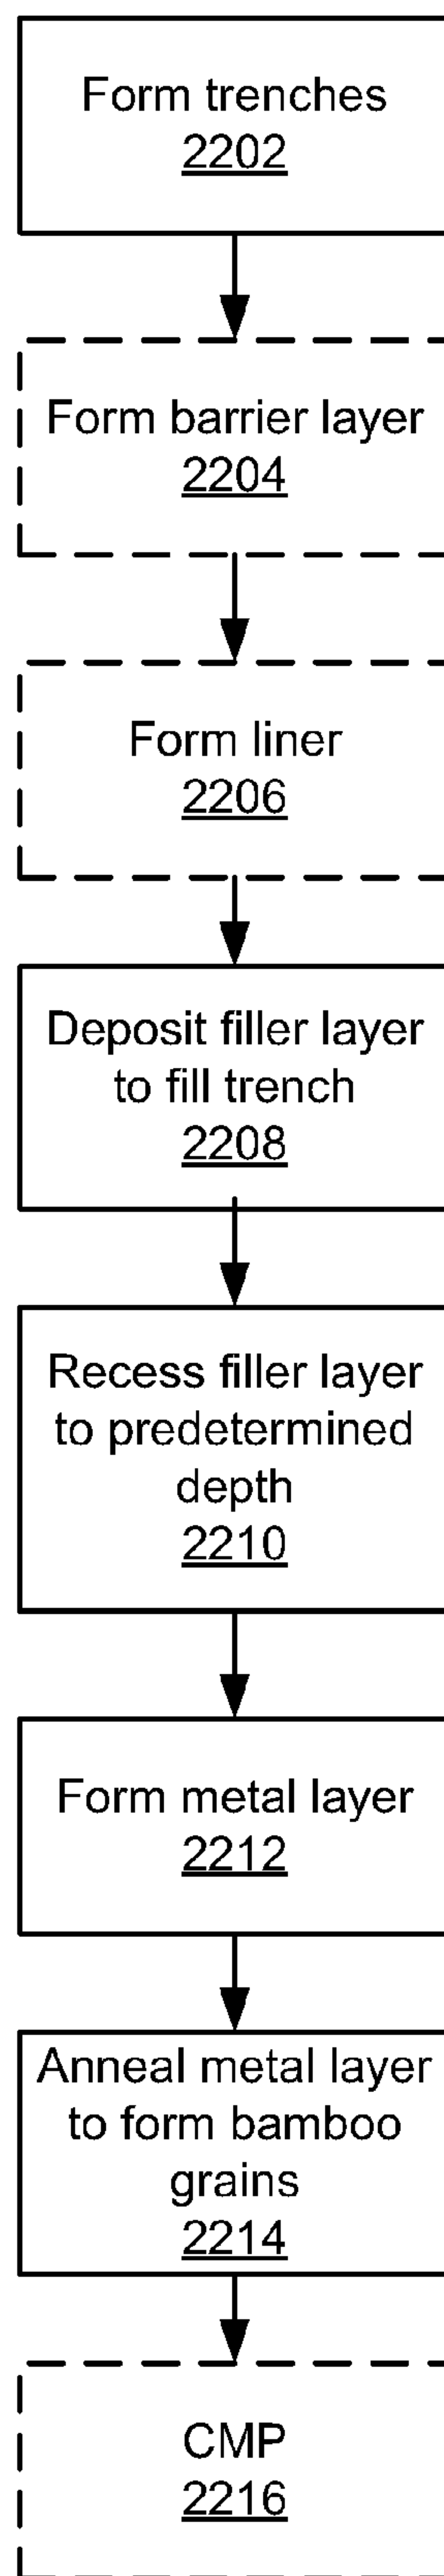 Form trenches
2202
Form barrier layer
2204
Form liner
2206
Deposit filler layer
to fill trench
2208
Recess filler layer
to predetermined
depth
2210
Form metal layer
2212
Anneal metal layer
to form bamboo
grains
2214
CMP
2216